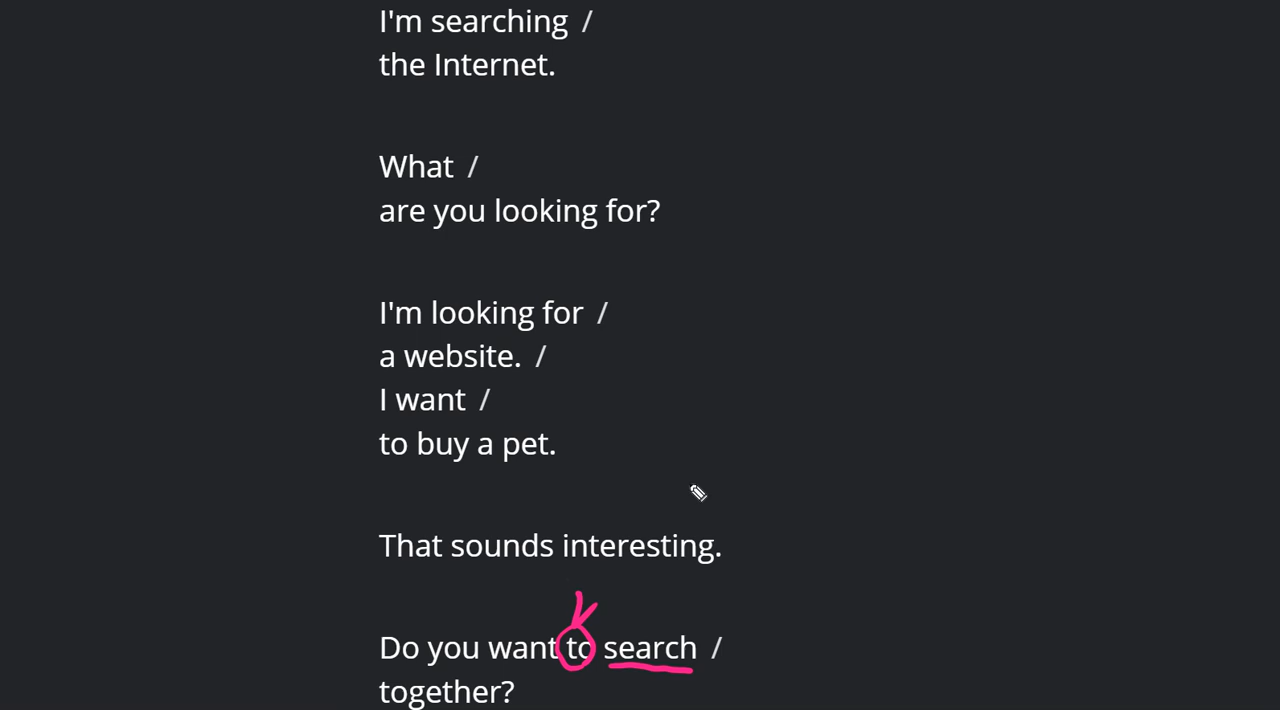 I'm searching /
the Internet.
What /
are you looking for?
I'm looking for /
a website. /
I want /
to buy a pet.
That sounds interesting.
Do you want to search /
together?